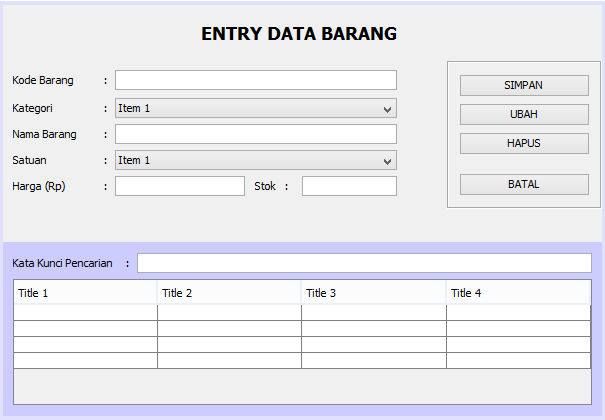 ENTRY DATA BARANG
Kode Barang :
Kategori : Item 1
Nama Barang :
Satuan : Item 1
Harga (Rp) : Stok :
SIMPAN
UBAH
HAPUS
BATAL
Kata Kunci Pencarian :
Title 1 Title 2 Title 3 Title 4